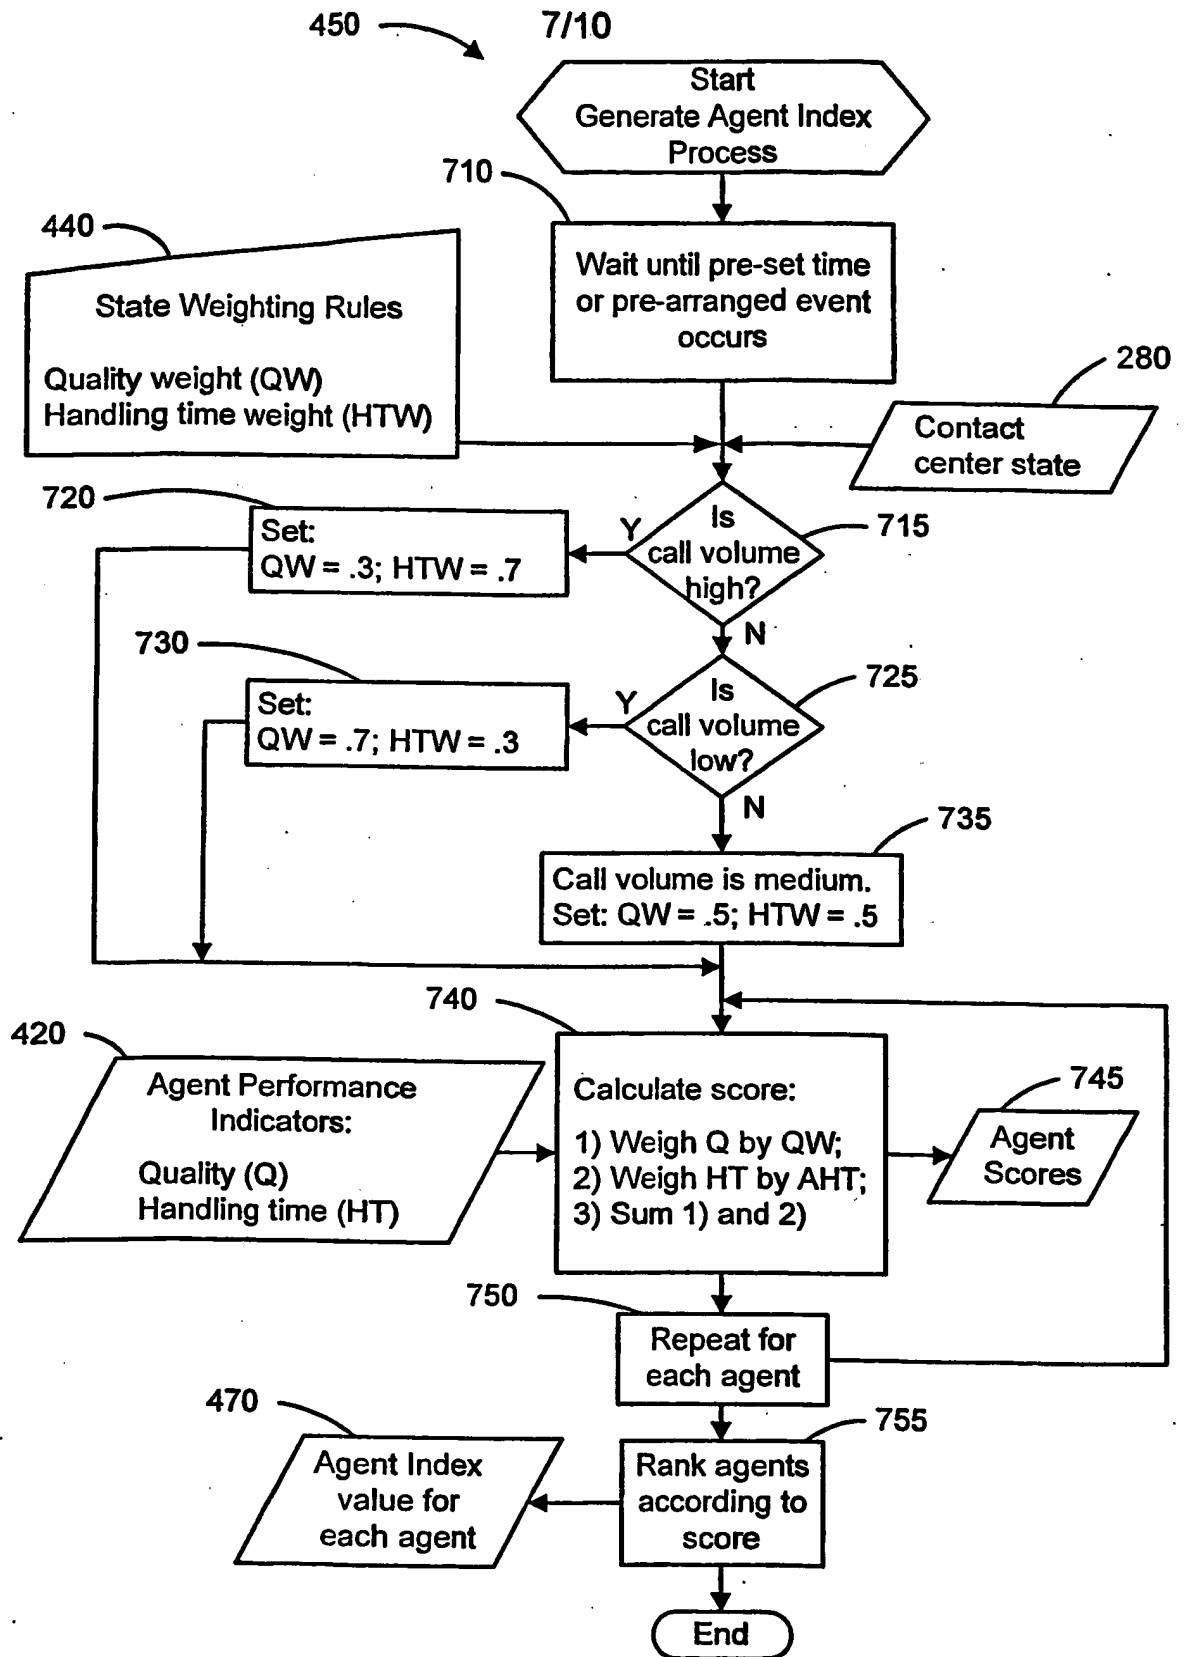 450
7/10
Start
Generate Agent Index
Process
710
440
Wait until pre-set time
or pre-arranged event
occurs
State Weighting Rules
Quality weight (QW)
Handling time weight (HTW)
280
Contact
center state
720
Set:
QW = .3; HTW = .7
Y
Is
call volume
high?
715
N
730
Set:
QW = .7; HTW = .3
Y
Is
call volume
low?
725
N
735
Call volume is medium.
Set: QW = .5; HTW = .5
740
420
Agent Performance
Indicators:
Quality (Q)
Handling time (HT)
Calculate score:
1) Weigh Q by QW;
2) Weigh HT by AHT;
3) Sum 1) and 2)
745
Agent
Scores
750
Repeat for
each agent
470
Agent Index
value for
each agent
755
Rank agents
according to
score
End